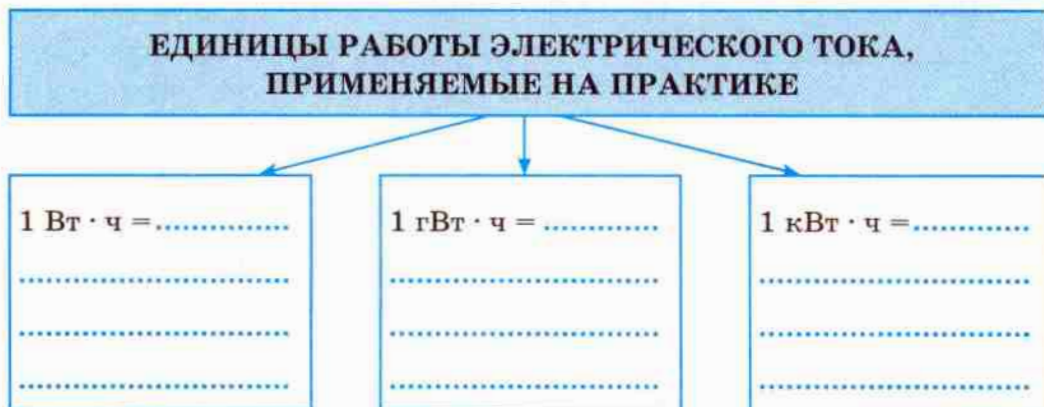 ЕДИНИЦЫ РАБОТЫ ЭЛЕКТРИЧЕСКОГО ТОКА,
ПРИМЕНЯЕМЫЕ НА ПРАКТИКЕ
1 Вт · ч = ..............
1 гВт · ч = ............
1 кВт · ч = ............